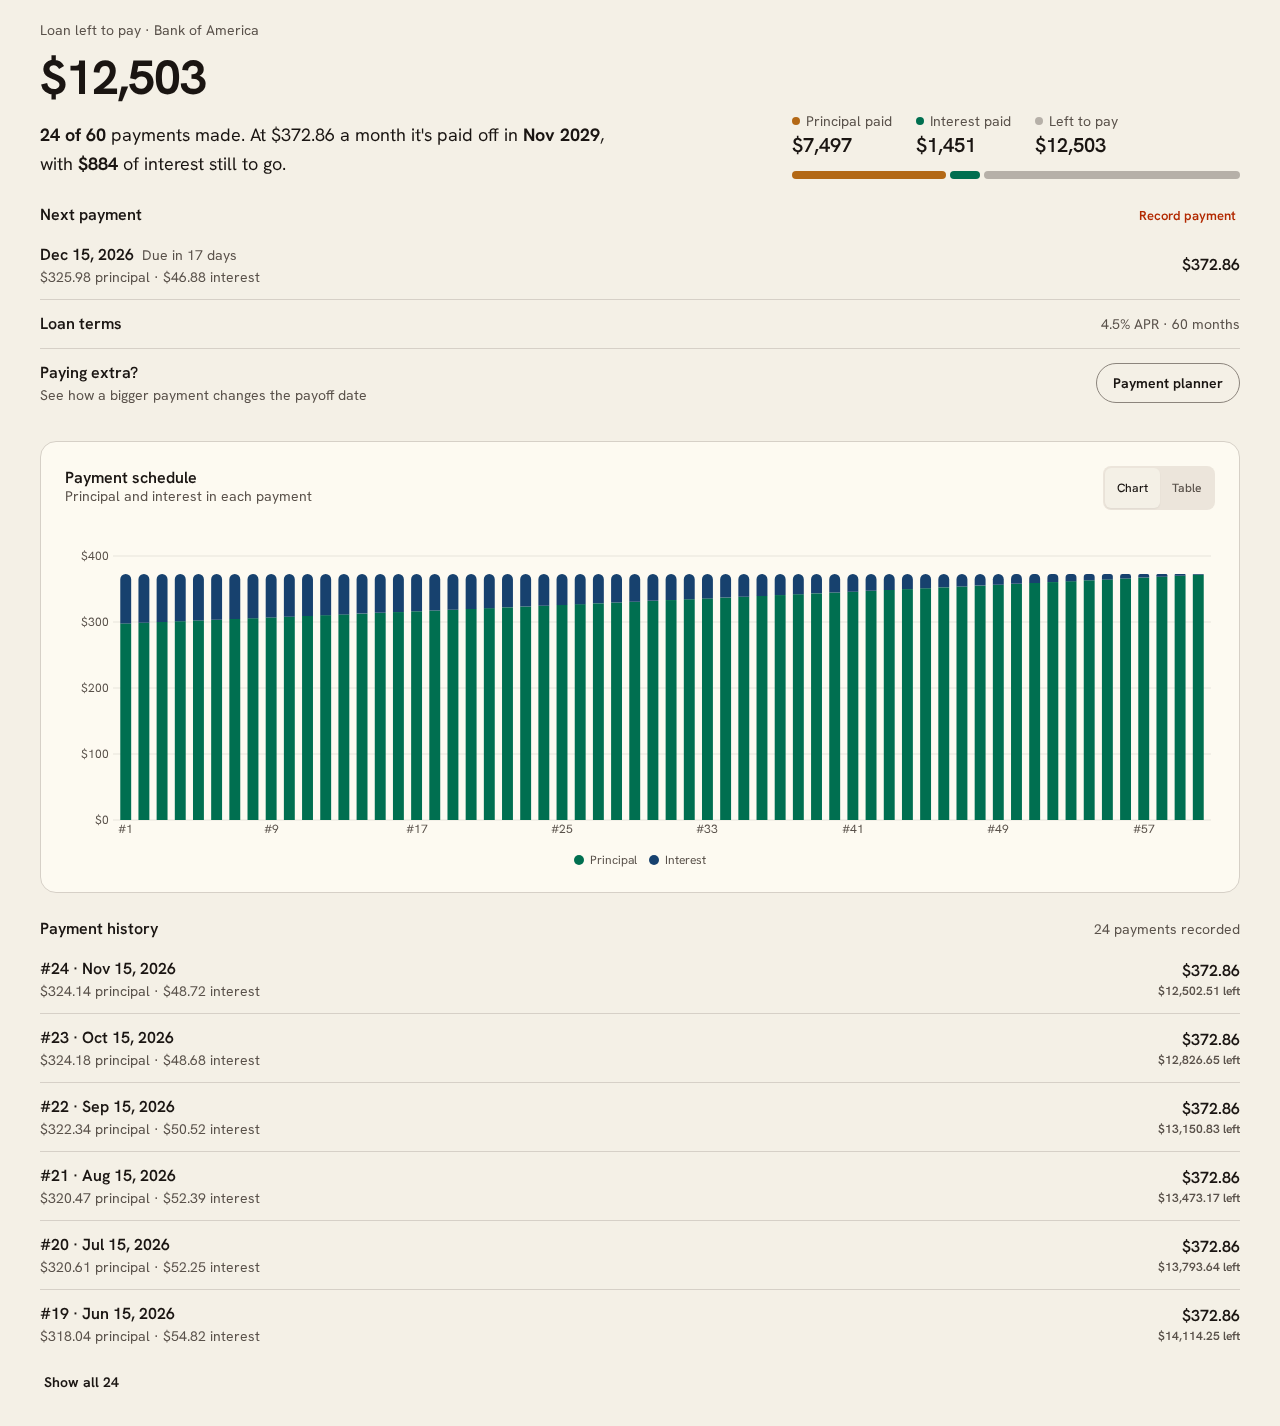 Loan left to pay · Bank of America
$12,503
24 of 60 payments made. At $372.86 a month it's paid off in Nov 2029,
with $884 of interest still to go.
Principal paid
$7,497
Interest paid
$1,451
Left to pay
$12,503
Next payment
Record payment
Dec 15, 2026 Due in 17 days
$325.98 principal · $46.88 interest
$372.86
Loan terms
4.5% APR · 60 months
Paying extra?
See how a bigger payment changes the payoff date
Payment planner
Payment schedule
Principal and interest in each payment
Chart
Table
$400
$300
$200
$100
$0
#1
#9
#17
#25
#33
#41
#49
#57
Principal
Interest
Payment history
24 payments recorded
#24 · Nov 15, 2026
$324.14 principal · $48.72 interest
$372.86
$12,502.51 left
#23 · Oct 15, 2026
$324.18 principal · $48.68 interest
$372.86
$12,826.65 left
#22 · Sep 15, 2026
$322.34 principal · $50.52 interest
$372.86
$13,150.83 left
#21 · Aug 15, 2026
$320.47 principal · $52.39 interest
$372.86
$13,473.17 left
#20 · Jul 15, 2026
$320.61 principal · $52.25 interest
$372.86
$13,793.64 left
#19 · Jun 15, 2026
$318.04 principal · $54.82 interest
$372.86
$14,114.25 left
Show all 24